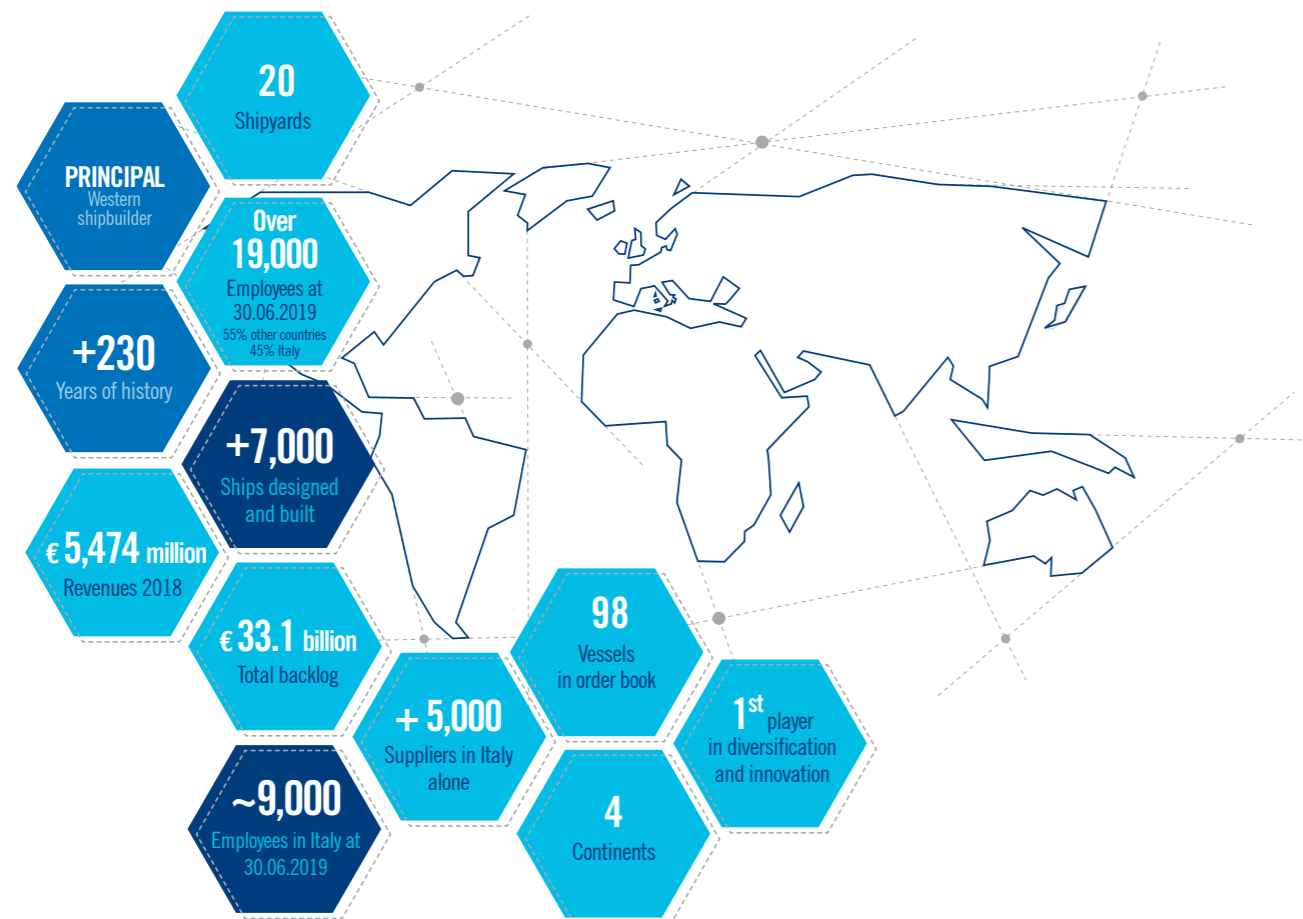 20
Shipyards
PRINCIPAL
Western
shipbuilder
Over
19,000
Employees at
30.06.2019
55% other countries
45% Italy
+230
Years of history
+7,000
Ships designed
and built
€ 5,474 million
Revenues 2018
€ 33.1 billion
Total backlog
98
Vessels
in order book
+ 5,000
Suppliers in Italy
alone
1st player
in diversification
and innovation
~9,000
Employees in Italy at
30.06.2019
4
Continents